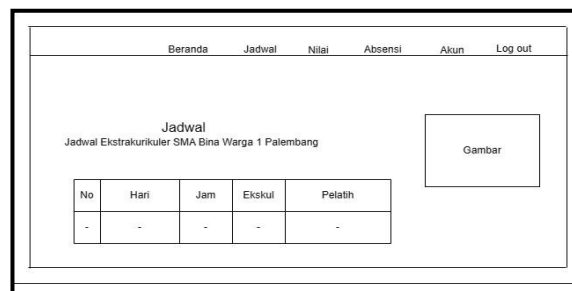 Beranda Jadwal Nilai Absensi Akun Log out
Jadwal
Jadwal Ekstrakurikuler SMA Bina Warga 1 Palembang
Gambar
No Hari Jam Ekskul Pelatih
- - - - -